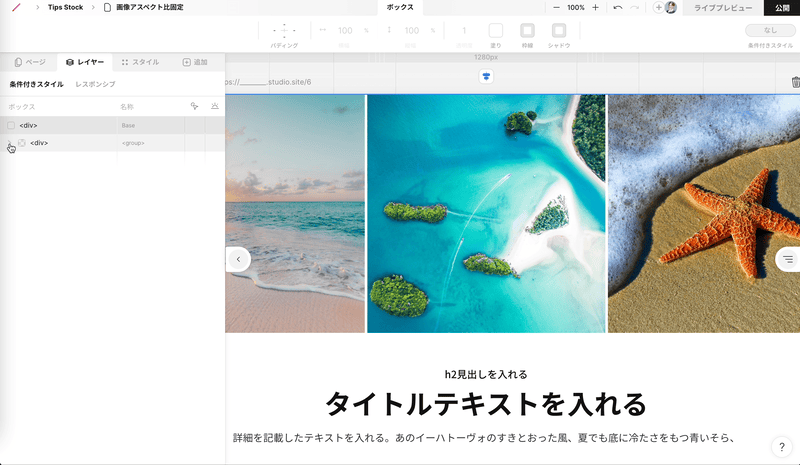 Tips Stock
画像アスペクト比固定
ボックス
100%
ライブプレビュー
公開
100
100
1
なし
パディング
塗り
枠線
シャドウ
条件付きスタイル
ページ
レイヤー
スタイル
追加
1280px
条件付きスタイル
レスポンシブ
ps://______.studio.site/6
ボックス
名称
<div>
Base
<div>
<group>
h2見出しを入れる
タイトルテキストを入れる
詳細を記載したテキストを入れる。あのイーハトーヴォのすきとおった風、夏でも底に冷たさをもつ青いそら、
?